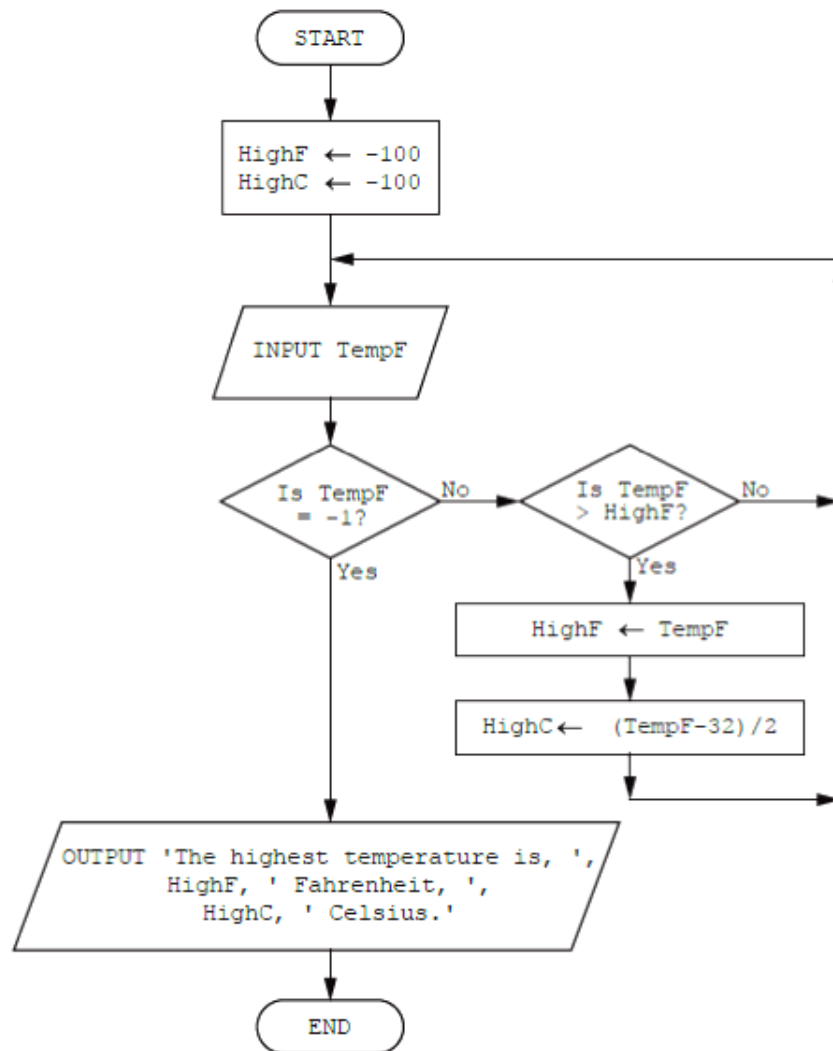 START
HighF ← -100
HighC ← -100
INPUT TempF
Is TempF
= -1?
No
Yes
Is TempF
> HighF?
No
Yes
HighF ← TempF
HighC← (TempF-32)/2
OUTPUT 'The highest temperature is, ',
HighF, ' Fahrenheit, ',
HighC, ' Celsius.'
END